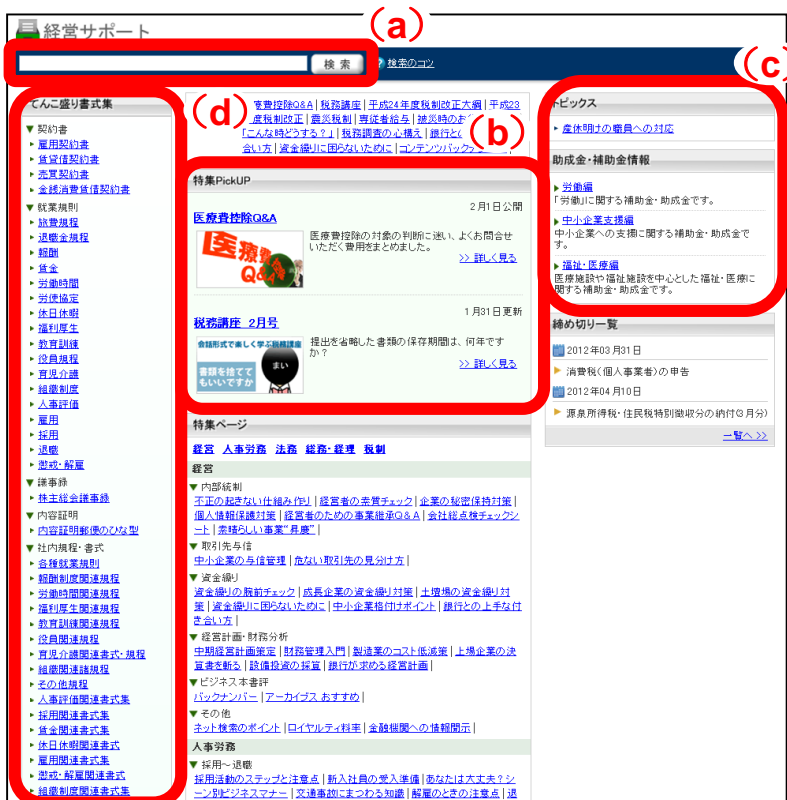 経営サポート
(a)
検 索
検索のコツ
(c)
(d)
(b)
てんこ盛り書式集
▼ 契約書
雇用契約書
賃貸借契約書
売買契約書
金銭消費賃借契約書
▼ 就業規則
旅費規程
退職金規程
報酬
賃金
労働時間
労使協定
休日休暇
福利厚生
教育訓練
役員規程
育児介護
組織制度
人事評価
雇用
採用
退職
懲戒・解雇
▼ 議事録
株主総会議事録
▼ 内容証明
内容証明郵便のひな型
▼ 社内規程・書式
各種就業規則
報酬制度関連規程
労働時間関連規程
福利厚生関連規程
教育訓練関連規程
役員関連規程
育児介護関連書式・規程
組織関連諸規程
その他規程
人事評価関連書式集
採用関連書式集
賃金関連書式集
休日休暇関連書式
雇用関連書式集
懲戒・解雇関連書式
組織制度関連書式集
療費控除Q&A | 税務講座 | 平成24年度税制改正大綱 | 平成23
度税制改正 | 震災税制 | 専従者給与 | 被災時のお
「こんな時どうする？」 | 税務調査の心構え | 銀行と
合い方 | 資金繰りに困らないために | コンテンツバック
特集PickUP
2月1日公開
医療費控除Q&A
医療費
Q&A
医療費控除の対象の判断に迷い、よくお問合せ
いただく費用をまとめました。
>> 詳しく見る
1月31日更新
税務講座 2月号
会話形式で楽しく学ぶ税務講座
書類を捨てて
もいいですか
まい
提出を省略した書類の保存期間は、何年です
か？
>> 詳しく見る
特集ページ
経営 人事労務 法務 総務・経理 税制
経営
▼ 内部統制
不正の起きない仕組み作り | 経営者の素質チェック | 企業の秘密保持対策 |
個人情報保護対策 | 経営者のための事業継承Q&A | 会社総点検チェックシ
ート | 素晴らしい事業“昇慶” |
▼ 取引先与信
中小企業の与信管理 | 危ない取引先の見分け方 |
▼ 資金繰り
資金繰りの腕前チェック | 成長企業の資金繰り対策 | 土壇場の資金繰り対
策 | 資金繰りに困らないために | 中小企業格付けポイント | 銀行との上手な付
き合い方 |
▼ 経営計画・財務分析
中期経営計画策定 | 財務管理入門 | 製造業のコスト低減策 | 上場企業の決
算書を斬る | 設備投資の採算 | 銀行が求める経営計画 |
▼ ビジネス本書評
バックナンバー | アーカイブス おすすめ |
▼ その他
ネット検索のポイント | ロイヤルティ料率 | 金融機関への情報開示 |
人事労務
▼ 採用～退職
採用活動のステップと注意点 | 新入社員の受入準備 | あなたは大丈夫？シ
ーン別ビジネスマナー | 交通事故にまつわる知識 | 解雇のときの注意点 | 退
トピックス
産休明けの職員への対応
助成金・補助金情報
労働編
「労働」に関する補助金・助成金です。
中小企業支援編
中小企業への支援に関する補助金・助成金で
す。
福祉・医療編
医療施設や福祉施設を中心とした福祉・医療に
関する補助金・助成金です。
締め切り一覧
2012年03月31日
消費税(個人事業者)の申告
2012年04月10日
源泉所得税・住民税特別徴収分の納付(3月分)
一覧へ >>